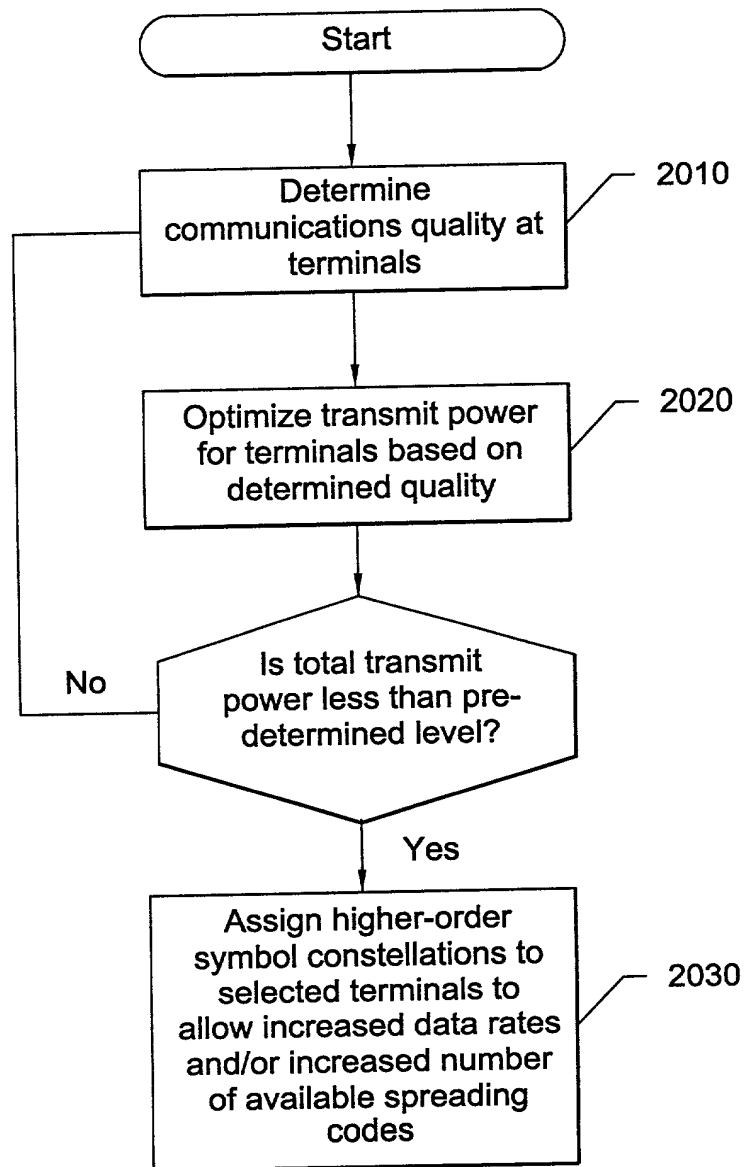 Start
Determine
communications quality at
terminals
2010
Optimize transmit power
for terminals based on
determined quality
2020
Is total transmit
power less than pre-
determined level?
No
Yes
Assign higher-order
symbol constellations to
selected terminals to
allow increased data rates
and/or increased number
of available spreading
codes
2030